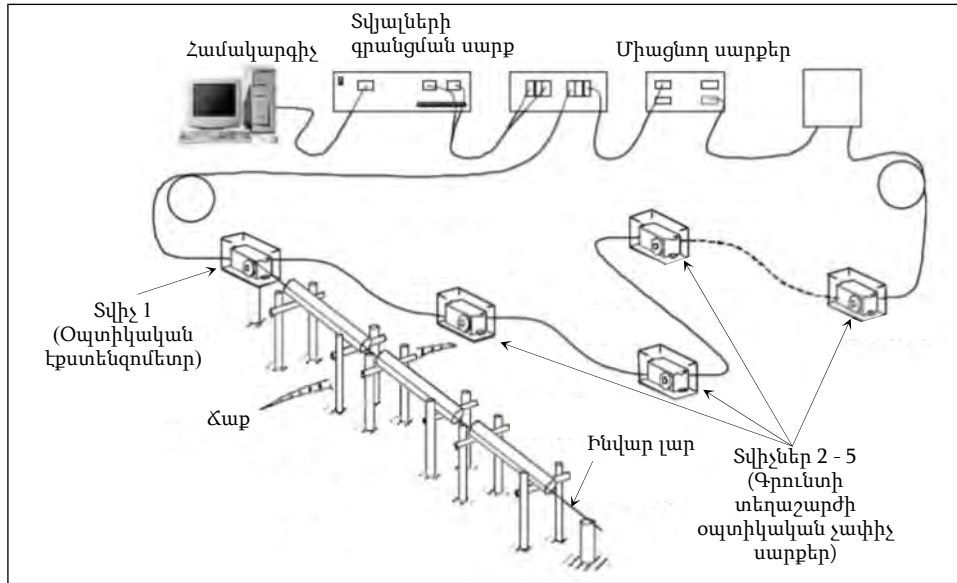 Համակարգիչ
Տվյալների
գրանցման սարք
Միացնող սարքեր
Տվիչ 1
(Օպտիկական
էքստենզոմետր)
Ճաք
Ինվար լար
Տվիչներ 2 - 5
(Գրունտի
տեղաշարժի
օպտիկական չափիչ
սարքեր)